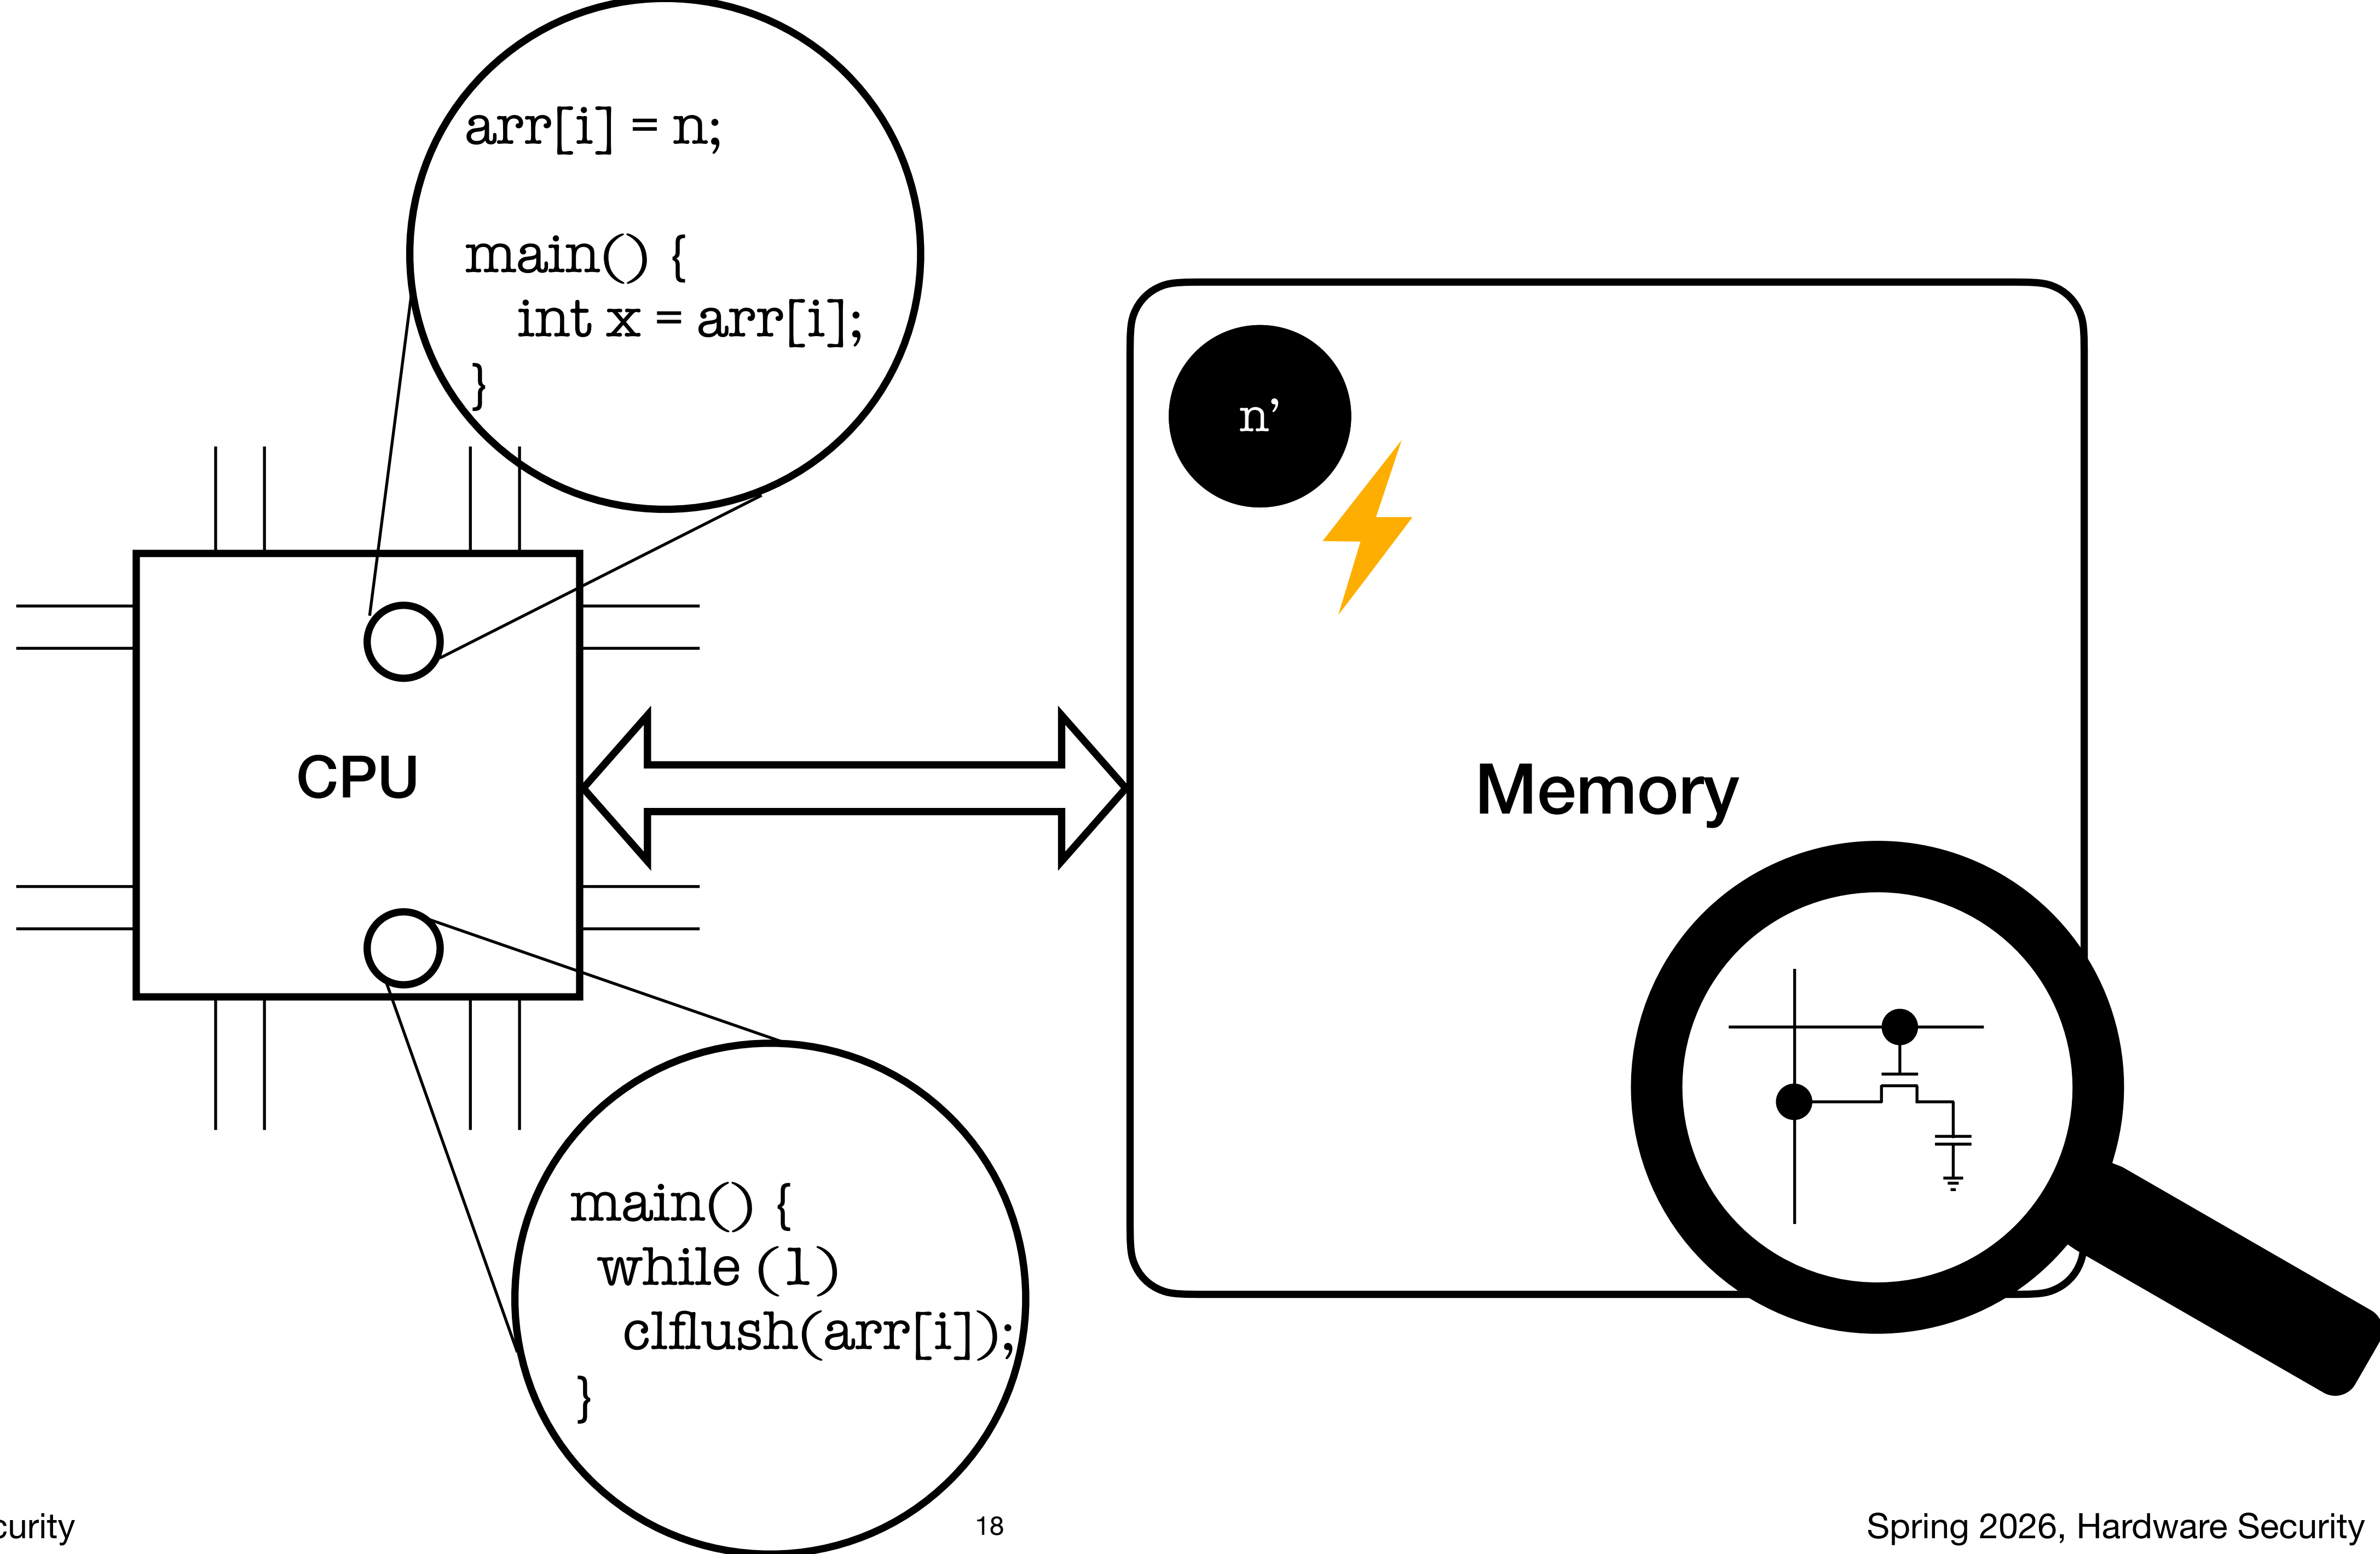 arr[i] = n;
main() {
int x = arr[i];
}
n’
CPU
Memory
main() {
while (1)
clflush(arr[i]);
}
curity
18
Spring 2026, Hardware Security